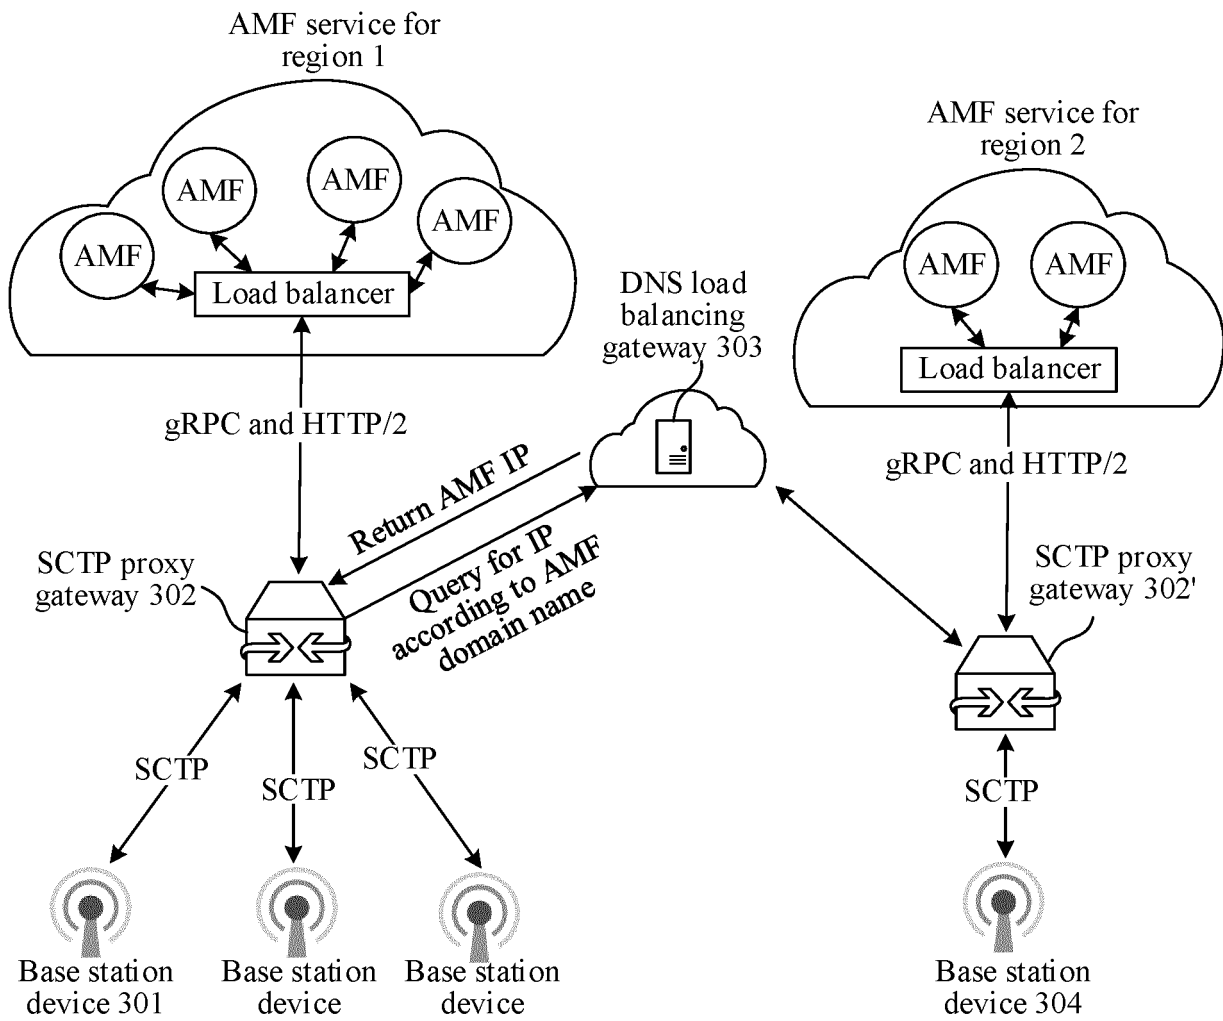 AMF service for
region 1
AMF service for
region 2
AMF
AMF
AMF
AMF
Load balancer
AMF
AMF
Load balancer
DNS load
balancing
gateway 303
gRPC and HTTP/2
gRPC and HTTP/2
Return AMF IP
Query for IP
according to AMF
domain name
SCTP proxy
gateway 302
SCTP proxy
gateway 302'
SCTP
SCTP
SCTP
SCTP
Base station
device 301
Base station
device
Base station
device
Base station
device 304